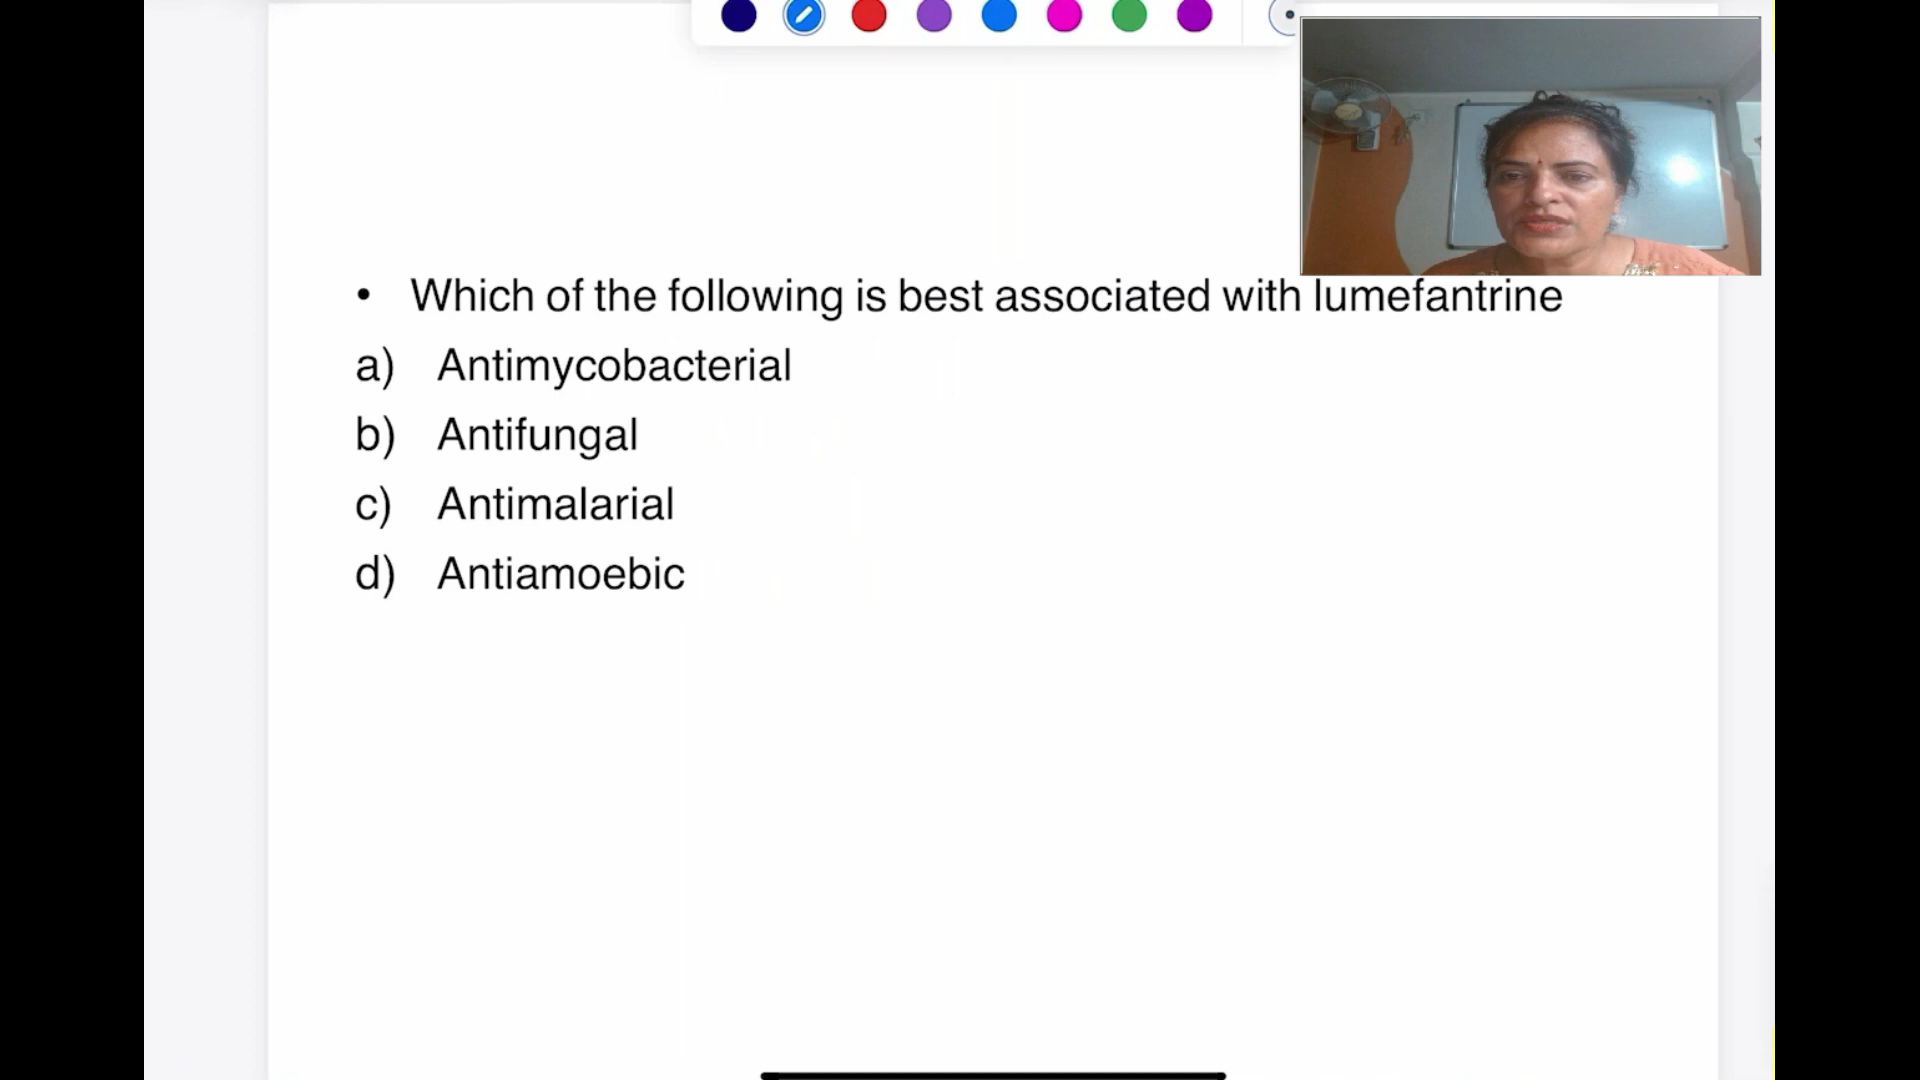 • Which of the following is best associated with lumefantrine
a) Antimycobacterial
b) Antifungal
c) Antimalarial
d) Antiamoebic